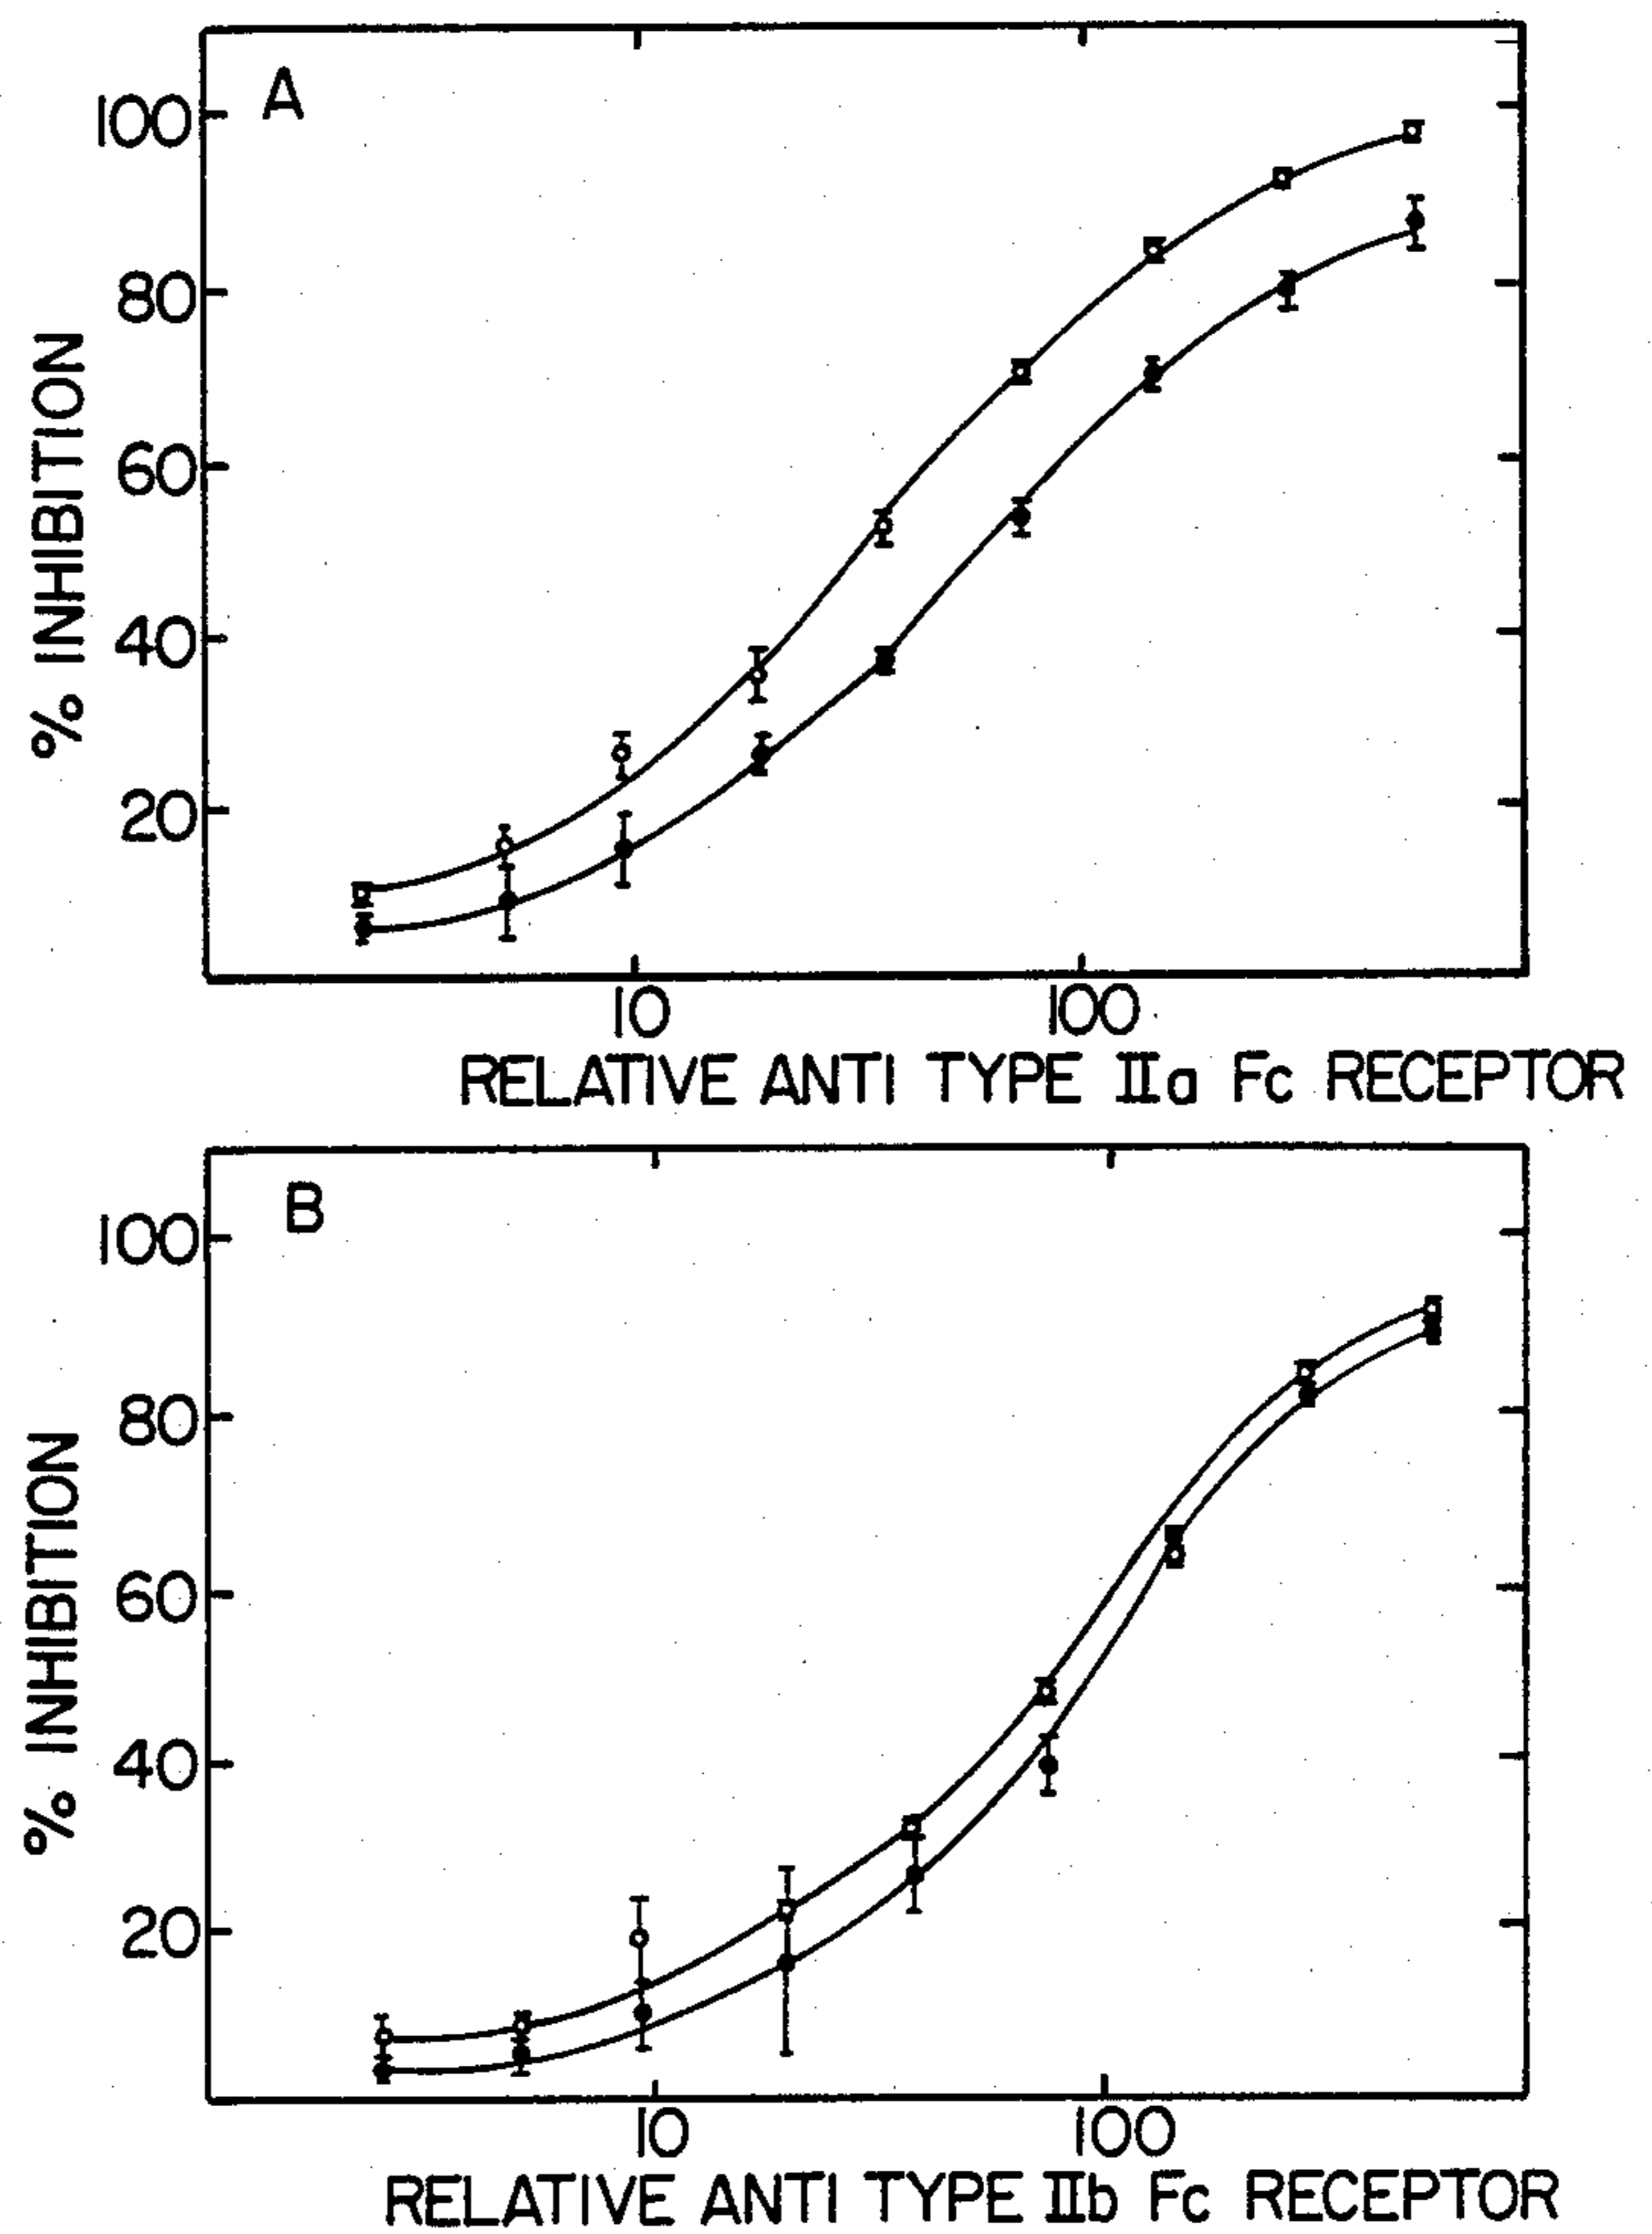 A
100
80
60
40
20
% INHIBITION
10 100
RELATIVE ANTI TYPE IIa Fc RECEPTOR
B
100
80
60
40
20
% INHIBITION
10 100
RELATIVE ANTI TYPE IIb Fc RECEPTOR